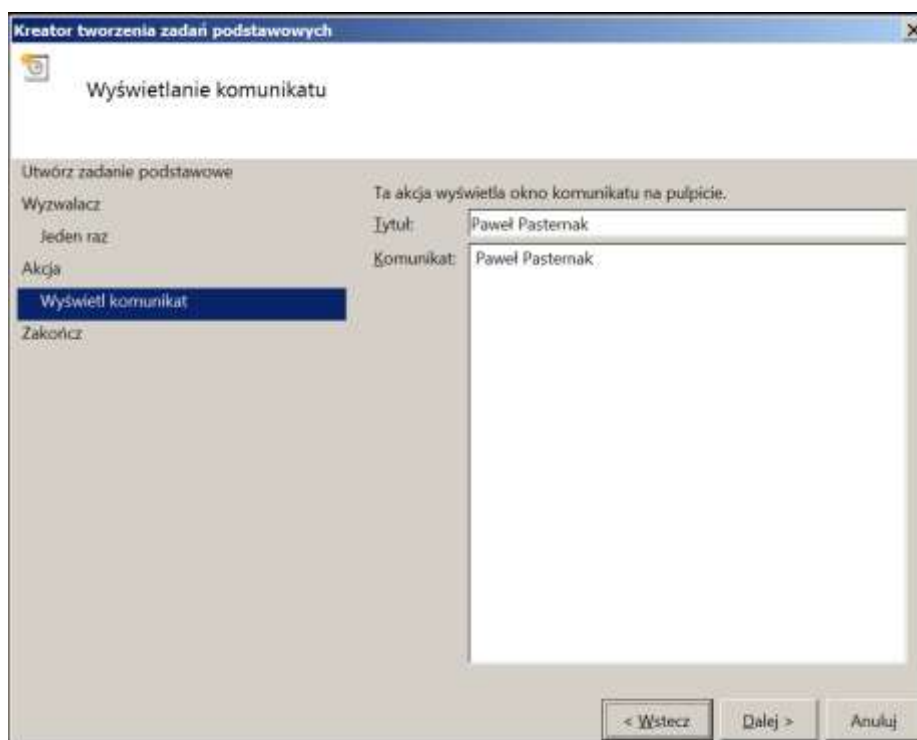 Kreator tworzenia zadań podstawowych
Wyświetlanie komunikatu
Utwórz zadanie podstawowe
Wyzwalacz
Jeden raz
Akcja
Wyświetl komunikat
Zakończ
Ta akcja wyświetla okno komunikatu na pulpicie.
Tytuł: Paweł Pasternak
Komunikat: Paweł Pasternak
< Wstecz Dalej > Anuluj